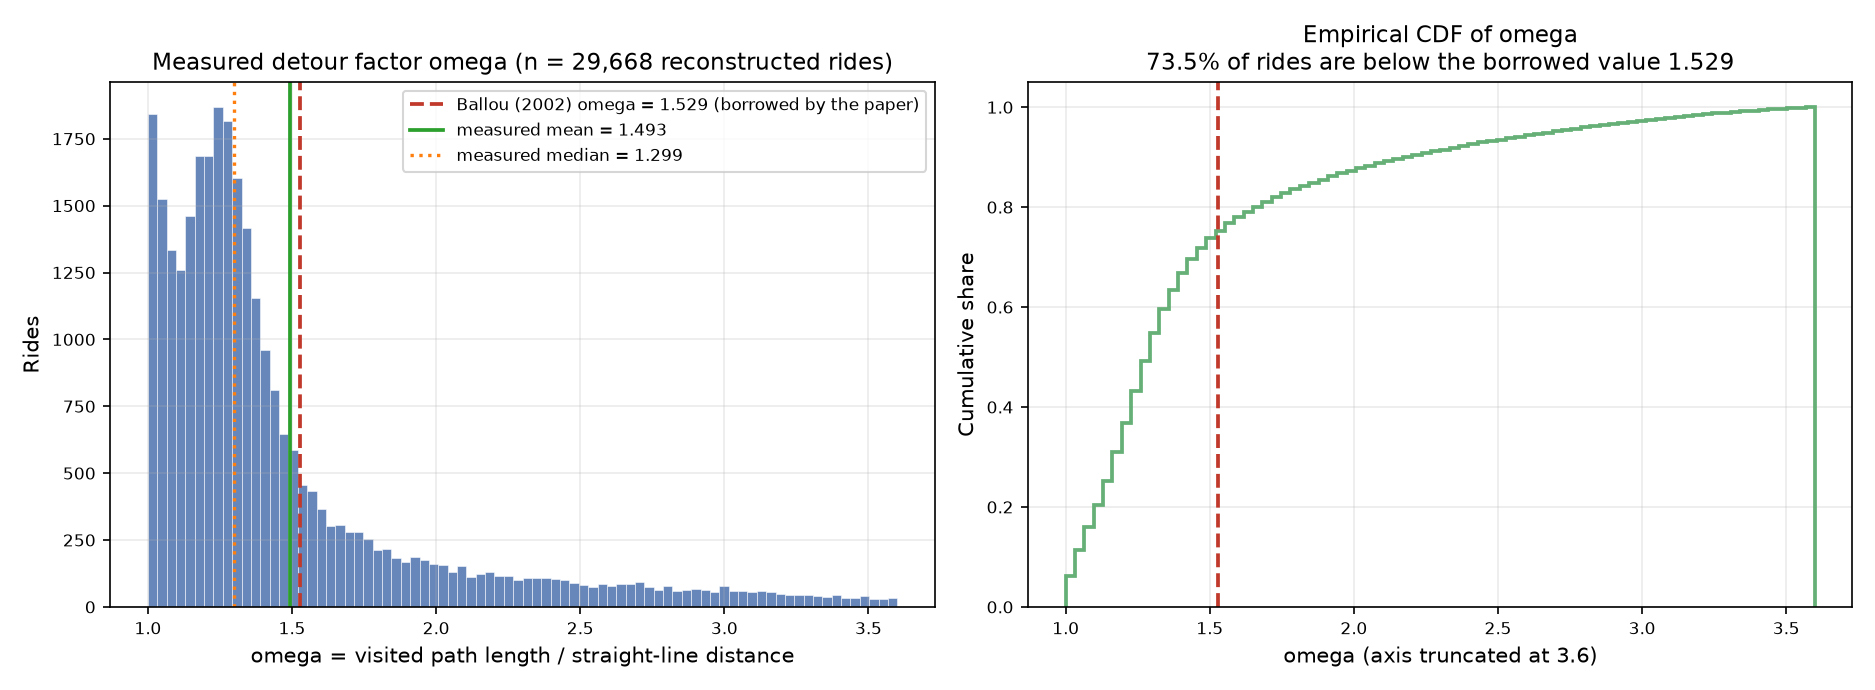 Measured detour factor omega (n = 29,668 reconstructed rides)
Ballou (2002) omega = 1.529 (borrowed by the paper)
measured mean = 1.493
measured median = 1.299
Rides
1750
1500
1250
1000
750
500
250
0
1.0 1.5 2.0 2.5 3.0 3.5
omega = visited path length / straight-line distance
Empirical CDF of omega
73.5% of rides are below the borrowed value 1.529
Cumulative share
1.0
0.8
0.6
0.4
0.2
0.0
1.0 1.5 2.0 2.5 3.0 3.5
omega (axis truncated at 3.6)